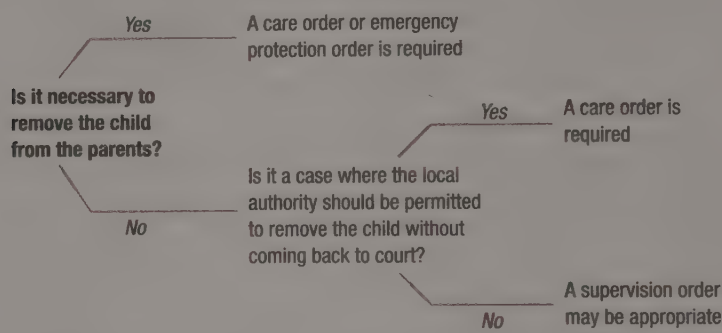 Yes
A care order or emergency
protection order is required
Is it necessary to
remove the child
from the parents?
Yes
A care order is
required
No
Is it a case where the local
authority should be permitted
to remove the child without
coming back to court?
No
A supervision order
may be appropriate